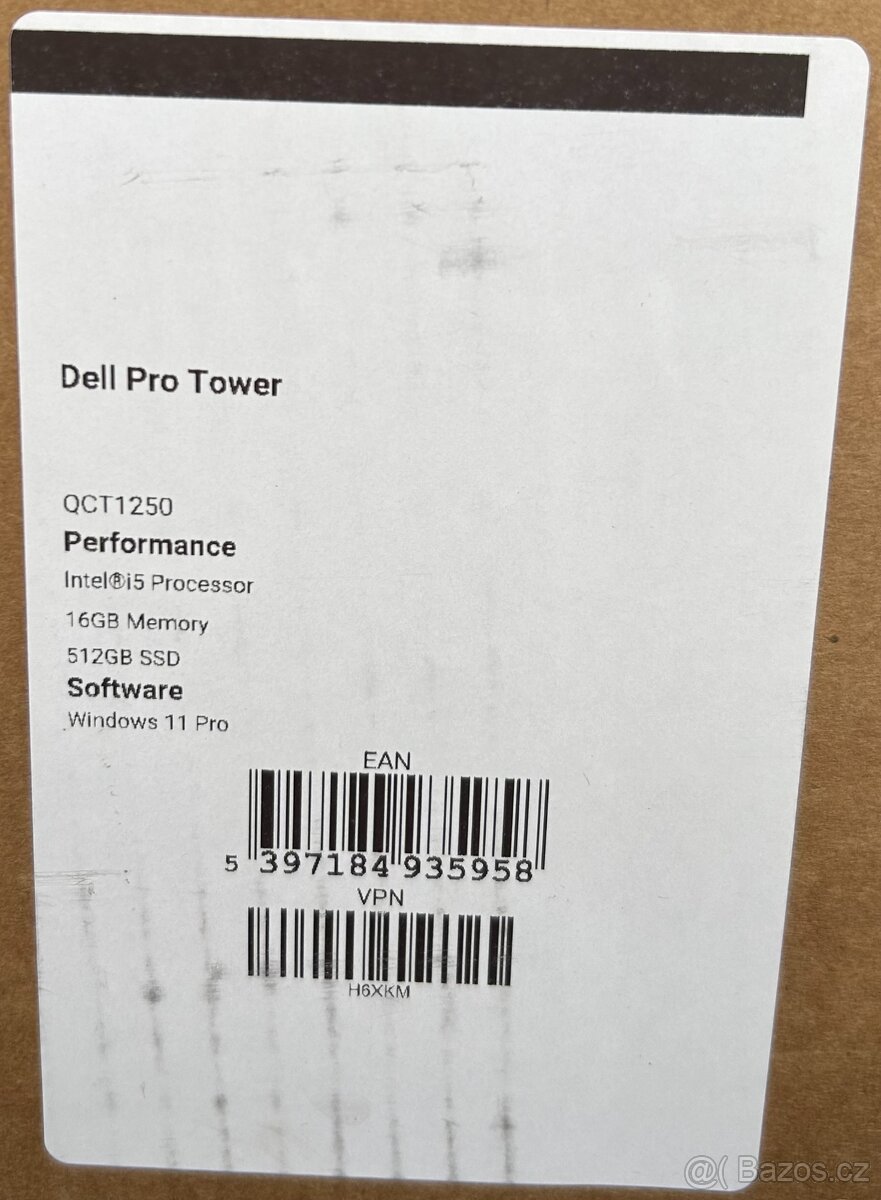 Dell Pro Tower
QCT1250
Performance
Intel®i5 Processor
16GB Memory
512GB SSD
Software
Windows 11 Pro
EAN
5 397184 935958
VPN
H6XKM
@( Bazos.cz